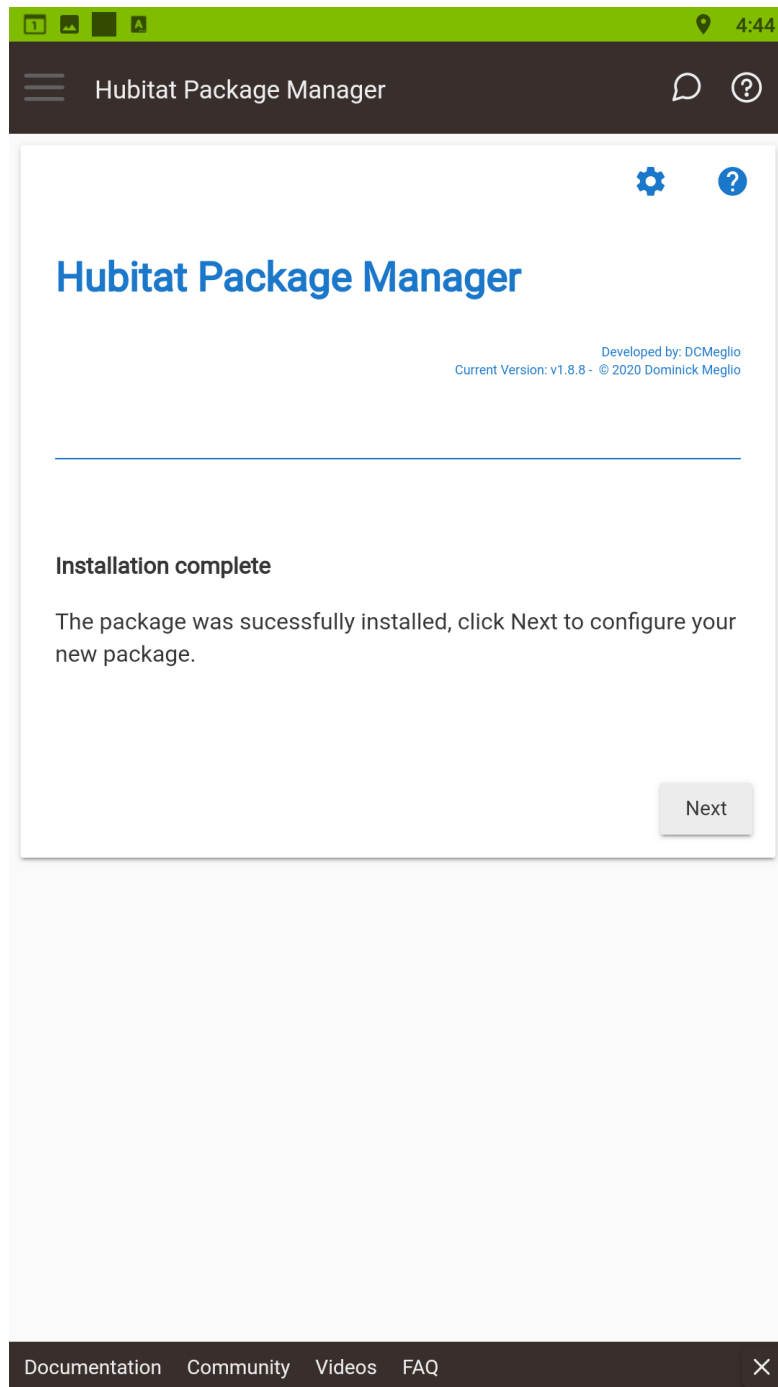 1 A 4:44
Hubitat Package Manager
Hubitat Package Manager
Developed by: DCMeglio
Current Version: v1.8.8 - © 2020 Dominick Meglio
Installation complete
The package was sucessfully installed, click Next to configure your
new package.
Next
Documentation Community Videos FAQ